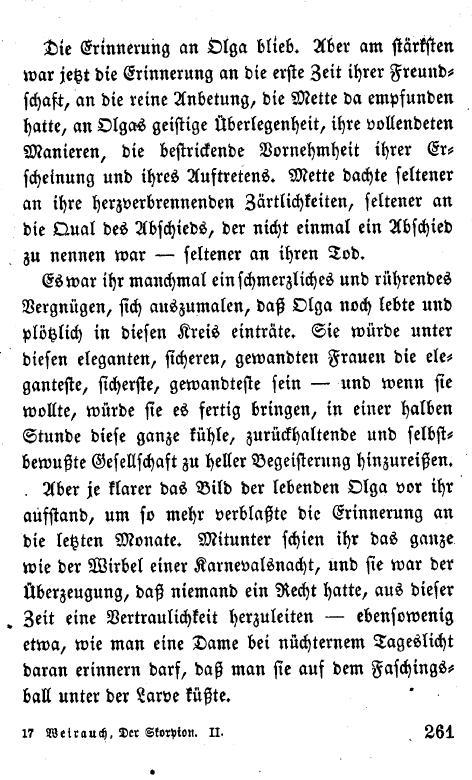 Die Erinnerung an Olga blieb. Aber am stärksten
war jetzt die Erinnerung an die erste Zeit ihrer Freund-
schaft, an die reine Anbetung, die Mette da empfunden
hatte, an Olgas geistige Überlegenheit, ihre vollendeten
Manieren, die bestrickende Vornehmheit ihrer Er-
scheinung und ihres Auftretens. Mette dachte seltener
an ihre herzverbrennenden Zärtlichkeiten, seltener an
die Qual des Abschieds, der nicht einmal ein Abschied
zu nennen war — seltener an ihren Tod.
Es war ihr manchmal ein schmerzliches und rührendes
Vergnügen, sich auszumalen, daß Olga noch lebte und
plötzlich in diesen Kreis einträte. Sie würde unter
diesen eleganten, sicheren, gewandten Frauen die ele-
ganteste, sicherste, gewandteste sein — und wenn sie
wollte, würde sie es fertig bringen, in einer halben
Stunde diese ganze kühle, zurückhaltende und selbst-
bewußte Gesellschaft zu heller Begeisterung hinzureißen.
Aber je klarer das Bild der lebenden Olga vor ihr
aufstand, um so mehr verblaßte die Erinnerung an
die letzten Monate. Mitunter schien ihr das ganze
wie der Wirbel einer Karnevalsnacht, und sie war der
Überzeugung, daß niemand ein Recht hatte, aus dieser
Zeit eine Vertraulichkeit herzuleiten — ebensowenig
etwa, wie man eine Dame bei nüchternem Tageslicht
daran erinnern darf, daß man sie auf dem Faschings-
ball unter der Larve küßte.
17 Weirauch, Der Skorpion. II. 261